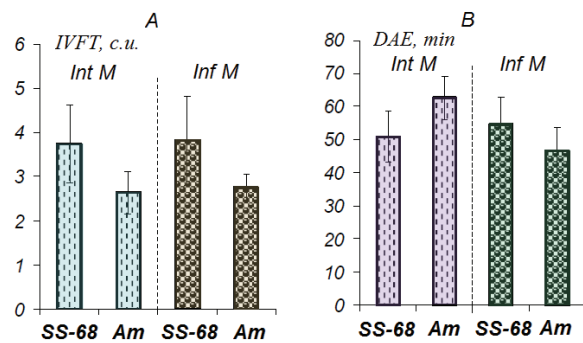 A
IVFT, c.u.
Int M Inf M
6
5
4
3
2
1
0
SS-68 Am SS-68 Am
B
DAE, min
Int M Inf M
80
70
60
50
40
30
20
10
0
SS-68 Am SS-68 Am